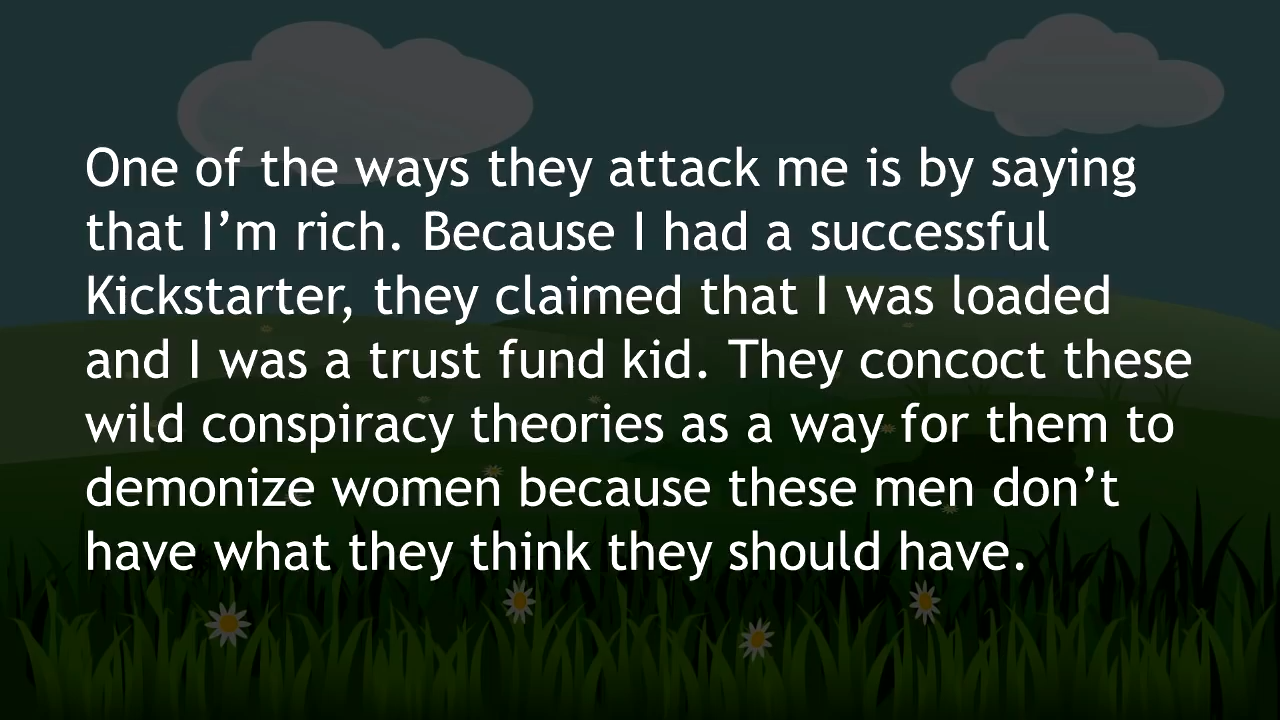 One of the ways they attack me is by saying
that I’m rich. Because I had a successful
Kickstarter, they claimed that I was loaded
and I was a trust fund kid. They concoct these
wild conspiracy theories as a way for them to
demonize women because these men don’t
have what they think they should have.